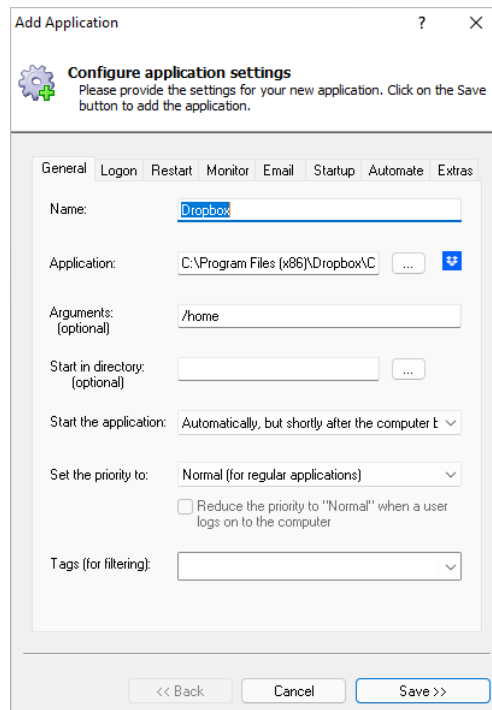 Add Application
?
Configure application settings
Please provide the settings for your new application. Click on the Save
button to add the application.
General Logon Restart Monitor Email Startup Automate Extras
Name: Dropbox
Application: C:\Program Files (x86)\Dropbox\C ...
Arguments: /home
(optional)
Start in directory: ...
(optional)
Start the application: Automatically, but shortly after the computer b
Set the priority to: Normal (for regular applications)
Reduce the priority to "Normal" when a user
logs on to the computer
Tags (for filtering):
<< Back Cancel Save >>